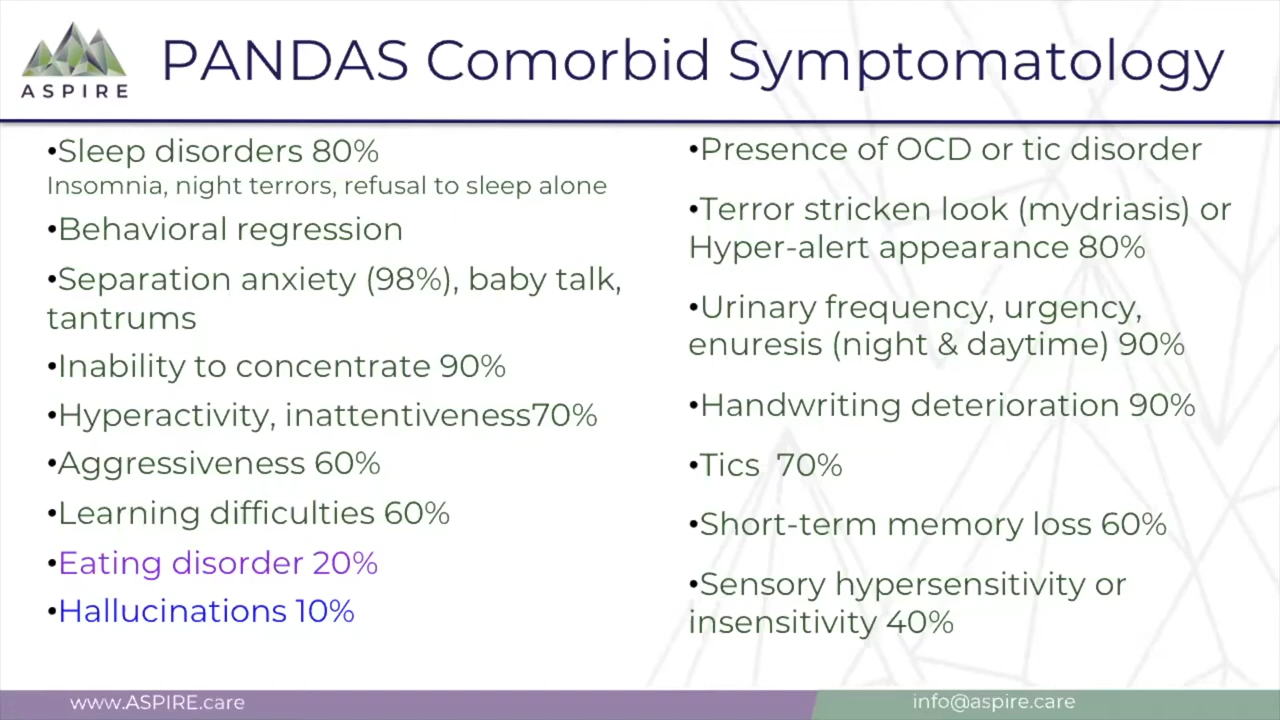 PANDAS Comorbid Symptomatology
ASPIRE
•Sleep disorders 80%
Insomnia, night terrors, refusal to sleep alone
•Behavioral regression
•Separation anxiety (98%), baby talk,
tantrums
•Inability to concentrate 90%
•Hyperactivity, inattentiveness70%
•Aggressiveness 60%
•Learning difficulties 60%
•Eating disorder 20%
•Hallucinations 10%
•Presence of OCD or tic disorder
•Terror stricken look (mydriasis) or
Hyper-alert appearance 80%
•Urinary frequency, urgency,
enuresis (night & daytime) 90%
•Handwriting deterioration 90%
•Tics  70%
•Short-term memory loss 60%
•Sensory hypersensitivity or
insensitivity 40%
www.ASPIRE.care
info@aspire.care